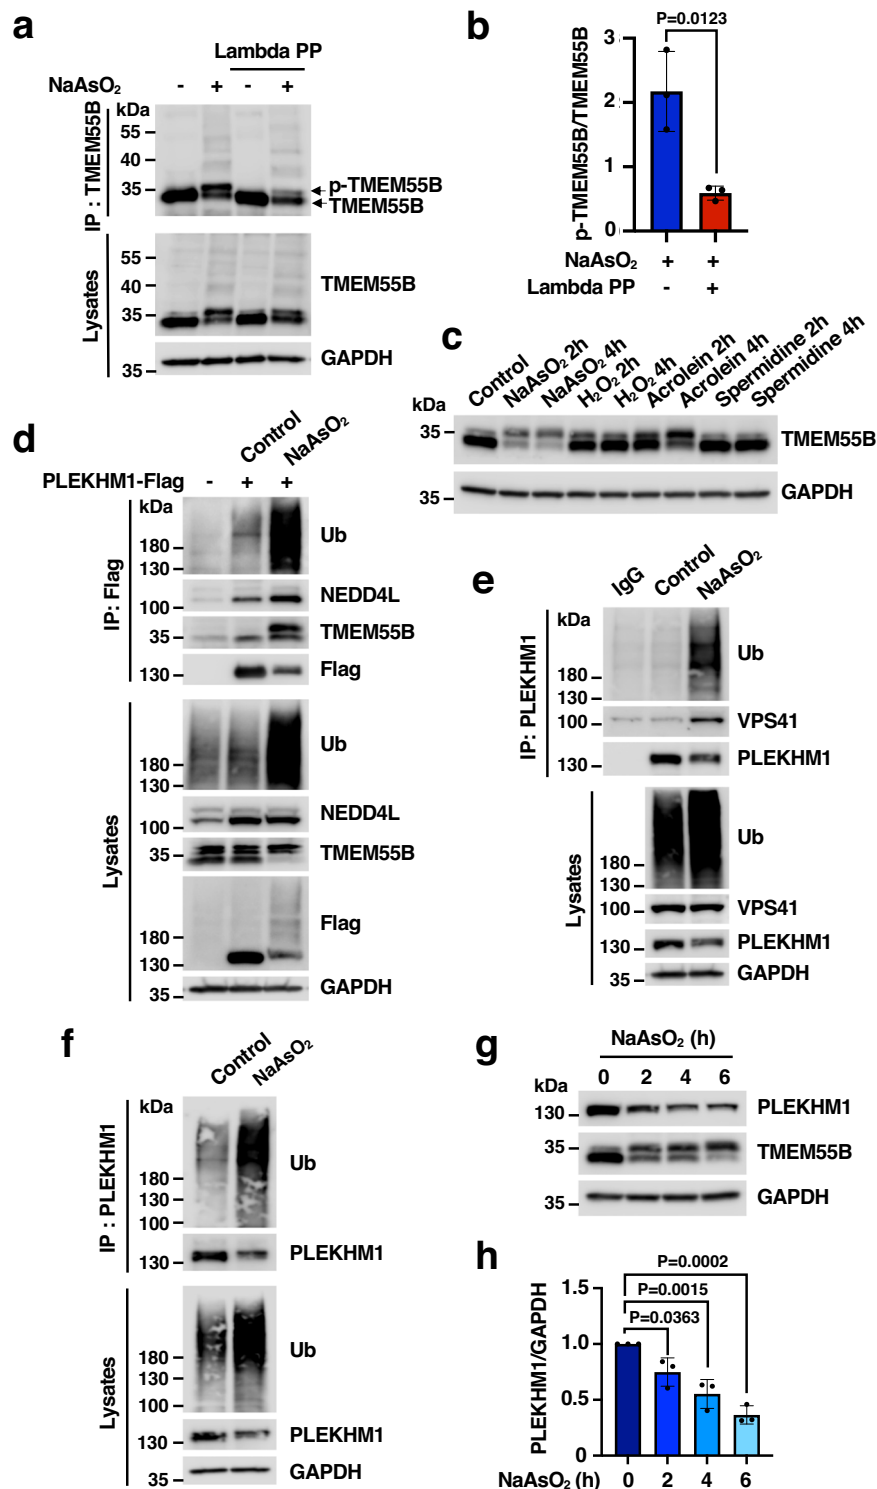 a
Lambda PP
NaAsO₂ - + - +
IP : TMEM55B
kDa
55
40
35
p-TMEM55B
TMEM55B
Lysates
55
40
35
TMEM55B
35
GAPDH
b
P=0.0123
p-TMEM55B/TMEM55B
3
2
1
0
NaAsO₂ + +
Lambda PP - +
c
Control
NaAsO₂ 2h
NaAsO₂ 4h
H₂O₂ 2h
H₂O₂ 4h
Acrolein 2h
Acrolein 4h
Spermidine 2h
Spermidine 4h
kDa
35
TMEM55B
35
GAPDH
d
Control
NaAsO₂
PLEKHM1-Flag - + +
IP: Flag
kDa
180
130
Ub
100
NEDD4L
35
TMEM55B
130
Flag
Lysates
180
130
Ub
100
NEDD4L
35
TMEM55B
180
130
Flag
35
GAPDH
e
IgG
Control
NaAsO₂
IP: PLEKHM1
kDa
180
130
Ub
100
VPS41
130
PLEKHM1
Lysates
180
130
Ub
100
VPS41
130
PLEKHM1
35
GAPDH
f
Control
NaAsO₂
IP : PLEKHM1
kDa
180
130
100
Ub
130
PLEKHM1
Lysates
180
130
100
Ub
130
PLEKHM1
35
GAPDH
g
NaAsO₂ (h)
0 2 4 6
kDa
130
PLEKHM1
35
TMEM55B
35
GAPDH
h
P=0.0002
P=0.0015
P=0.0363
PLEKHM1/GAPDH
1.5
1.0
0.5
0
NaAsO₂ (h) 0 2 4 6